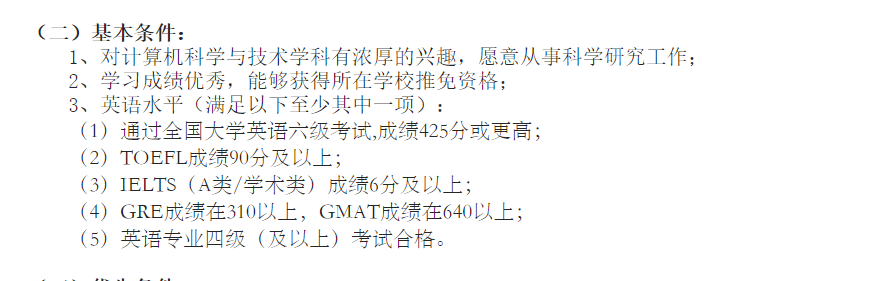 （二）基本条件：
1、对计算机科学与技术学科有浓厚的兴趣，愿意从事科学研究工作；
2、学习成绩优秀，能够获得所在学校推免资格；
3、英语水平（满足以下至少其中一项）：
（1）通过全国大学英语六级考试,成绩425分或更高；
（2）TOEFL成绩90分及以上；
（3）IELTS（A类/学术类）成绩6分及以上；
（4）GRE成绩在310以上，GMAT成绩在640以上；
（5）英语专业四级（及以上）考试合格。